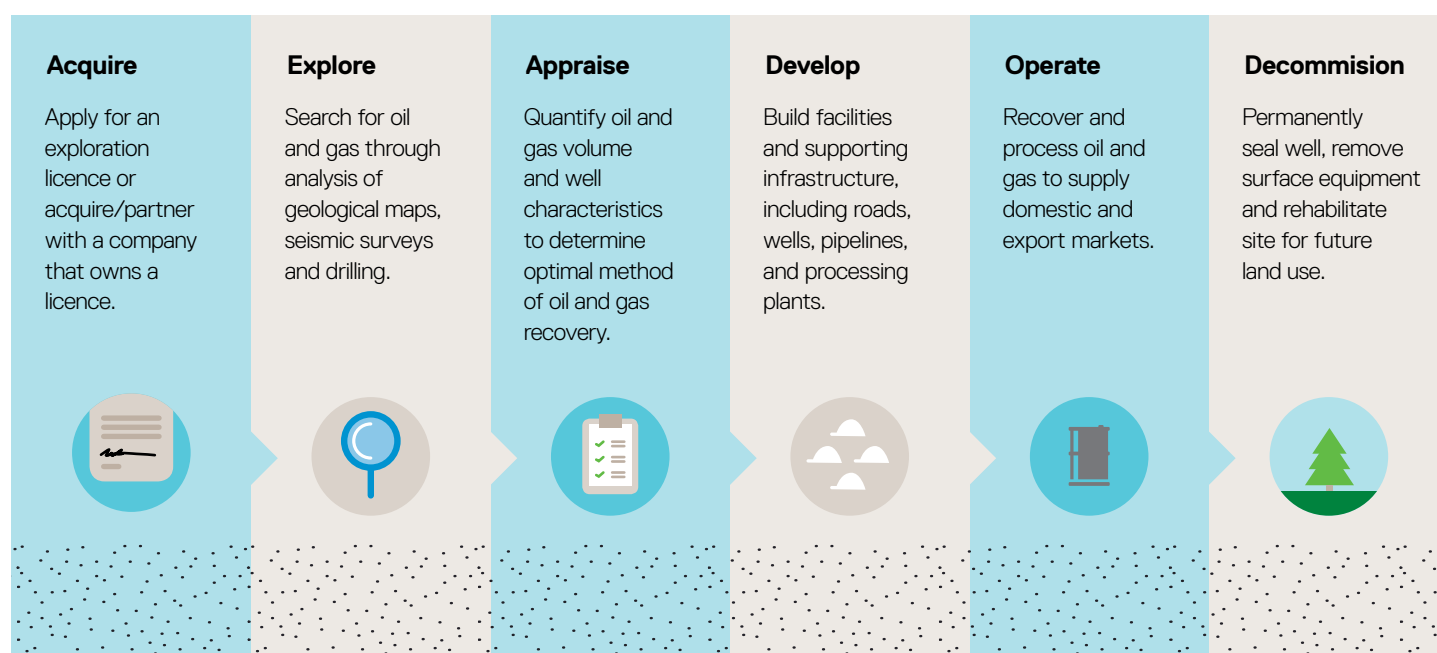 Acquire
Apply for an
exploration
licence or
acquire/partner
with a company
that owns a
licence.
Explore
Search for oil
and gas through
analysis of
geological maps,
seismic surveys
and drilling.
Appraise
Quantify oil and
gas volume
and well
characteristics
to determine
optimal method
of oil and gas
recovery.
Develop
Build facilities
and supporting
infrastructure,
including roads,
wells, pipelines,
and processing
plants.
Operate
Recover and
process oil and
gas to supply
domestic and
export markets.
Decommision
Permanently
seal well, remove
surface equipment
and rehabilitate
site for future
land use.